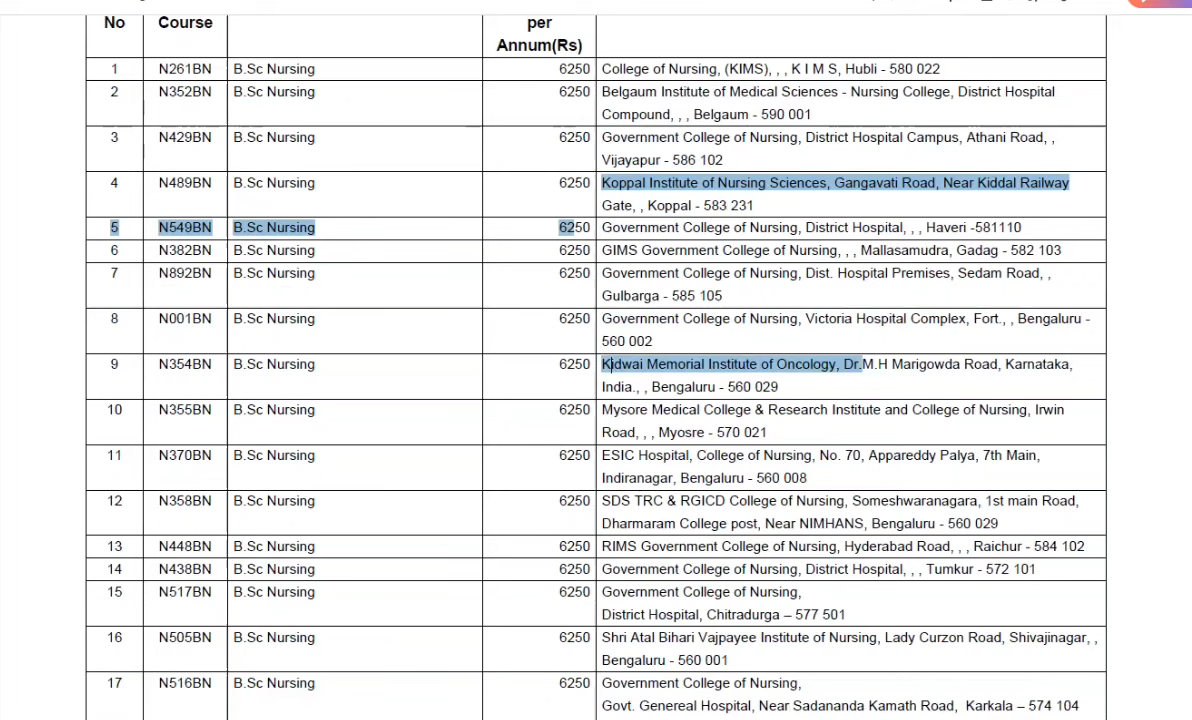 No Course per
Annum(Rs)
1 N261BN B.Sc Nursing 6250 College of Nursing, (KIMS), , , K I M S, Hubli - 580 022
2 N352BN B.Sc Nursing 6250 Belgaum Institute of Medical Sciences - Nursing College, District Hospital
Compound, , , Belgaum - 590 001
3 N429BN B.Sc Nursing 6250 Government College of Nursing, District Hospital Campus, Athani Road, ,
Vijayapur - 586 102
4 N489BN B.Sc Nursing 6250 Koppal Institute of Nursing Sciences, Gangavati Road, Near Kiddal Railway
Gate, , Koppal - 583 231
5 N549BN B.Sc Nursing 6250 Government College of Nursing, District Hospital, , , Haveri -581110
6 N382BN B.Sc Nursing 6250 GIMS Government College of Nursing, , , Mallasamudra, Gadag - 582 103
7 N892BN B.Sc Nursing 6250 Government College of Nursing, Dist. Hospital Premises, Sedam Road, ,
Gulbarga - 585 105
8 N001BN B.Sc Nursing 6250 Government College of Nursing, Victoria Hospital Complex, Fort., , Bengaluru -
560 002
9 N354BN B.Sc Nursing 6250 Kidwai Memorial Institute of Oncology, Dr.M.H Marigowda Road, Karnataka,
India., , Bengaluru - 560 029
10 N355BN B.Sc Nursing 6250 Mysore Medical College & Research Institute and College of Nursing, Irwin
Road, , , Myosre - 570 021
11 N370BN B.Sc Nursing 6250 ESIC Hospital, College of Nursing, No. 70, Appareddy Palya, 7th Main,
Indiranagar, Bengaluru - 560 008
12 N358BN B.Sc Nursing 6250 SDS TRC & RGICD College of Nursing, Someshwaranagara, 1st main Road,
Dharmaram College post, Near NIMHANS, Bengaluru - 560 029
13 N448BN B.Sc Nursing 6250 RIMS Government College of Nursing, Hyderabad Road, , , Raichur - 584 102
14 N438BN B.Sc Nursing 6250 Government College of Nursing, District Hospital, , , Tumkur - 572 101
15 N517BN B.Sc Nursing 6250 Government College of Nursing,
District Hospital, Chitradurga – 577 501
16 N505BN B.Sc Nursing 6250 Shri Atal Bihari Vajpayee Institute of Nursing, Lady Curzon Road, Shivajinagar, ,
Bengaluru - 560 001
17 N516BN B.Sc Nursing 6250 Government College of Nursing,
Govt. Genereal Hospital, Near Sadananda Kamath Road, Karkala – 574 104